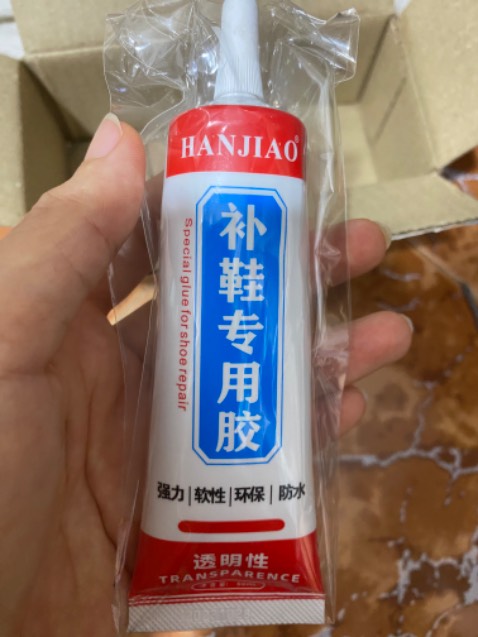 HANJIAO®
补鞋专用胶
Special glue for shoe repair
强力|软性|环保|防水
透明性
TRANSPARENCE